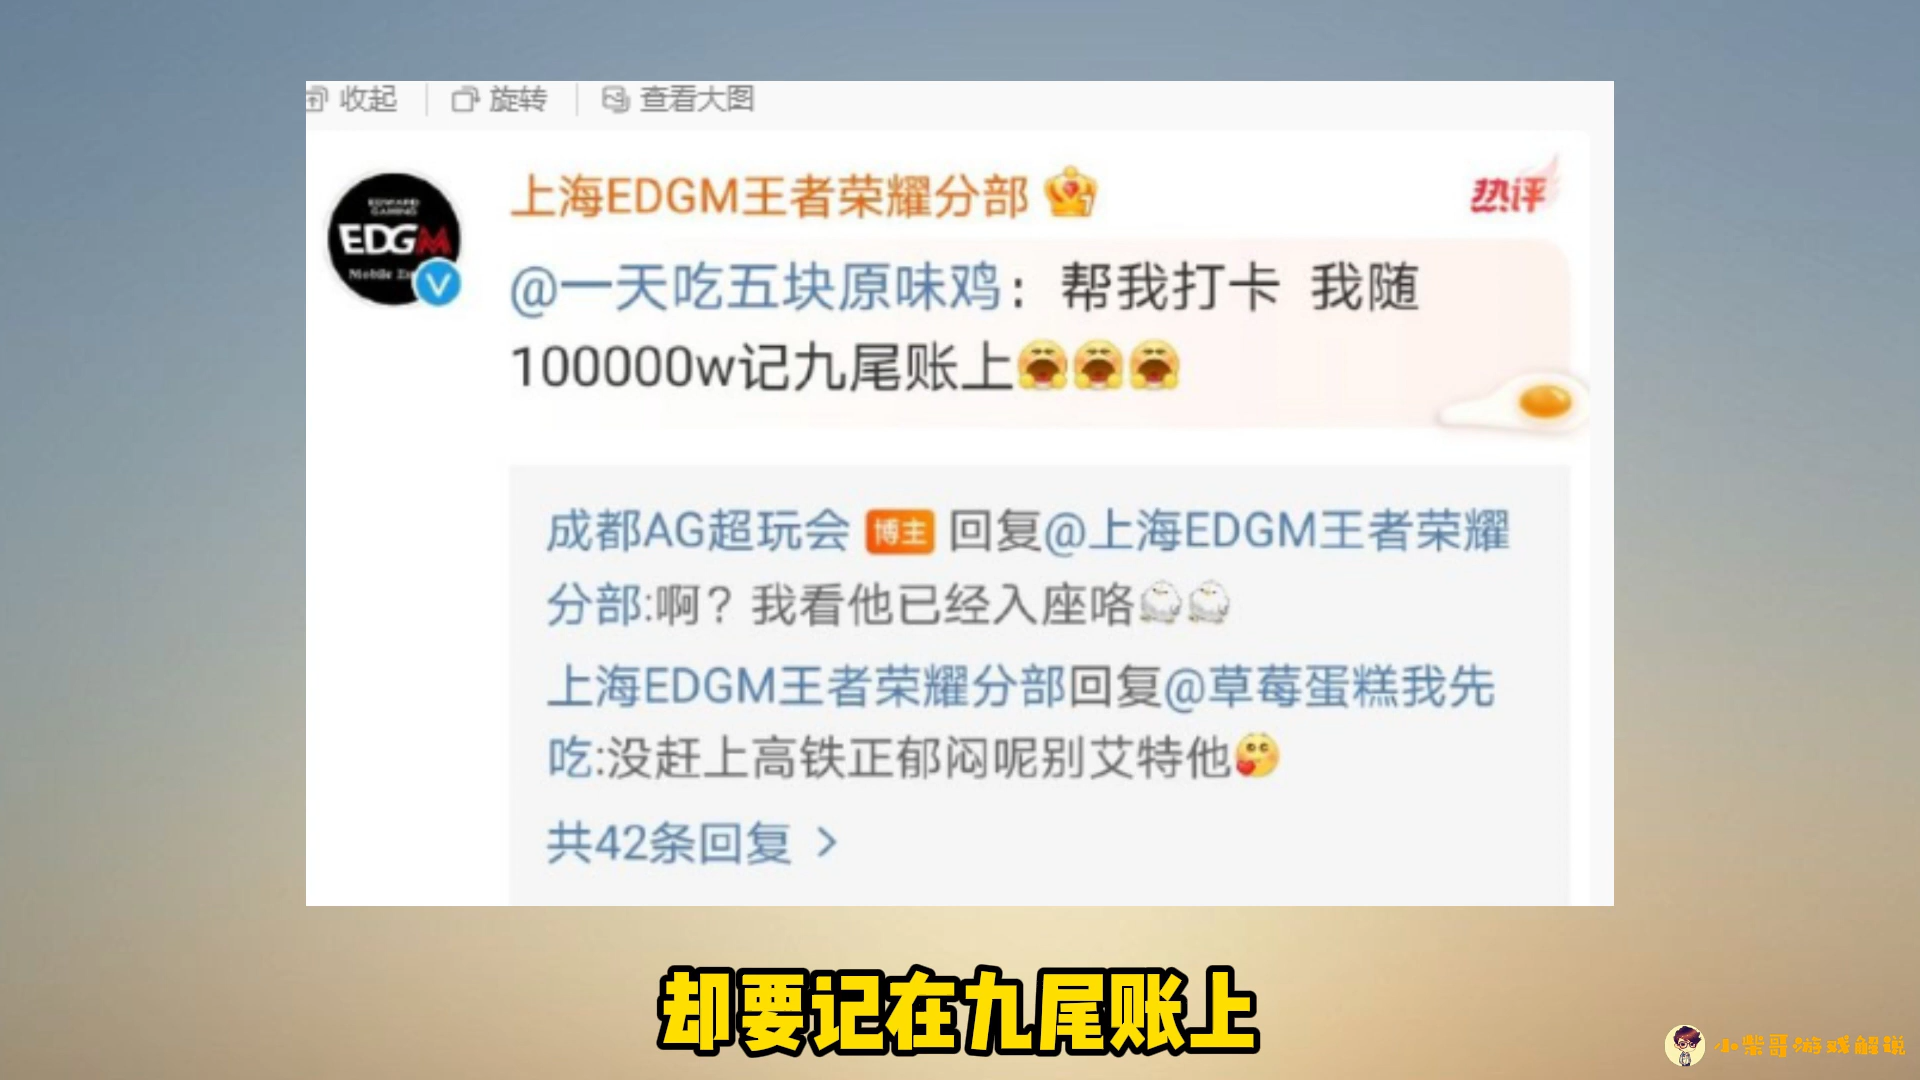 收起 旋转 查看大图
上海EDGM王者荣耀分部
热评
EDWARD
GAMING
EDGM
V
@一天吃五块原味鸡：帮我打卡 我随
100000w记九尾账上
成都AG超玩会 博主 回复@上海EDGM王者荣耀
分部:啊？我看他已经入座咯
上海EDGM王者荣耀分部回复@草莓蛋糕我先
吃:没赶上高铁正郁闷呢别艾特他
共42条回复 >
却要记在九尾账上
小柴哥游戏解说